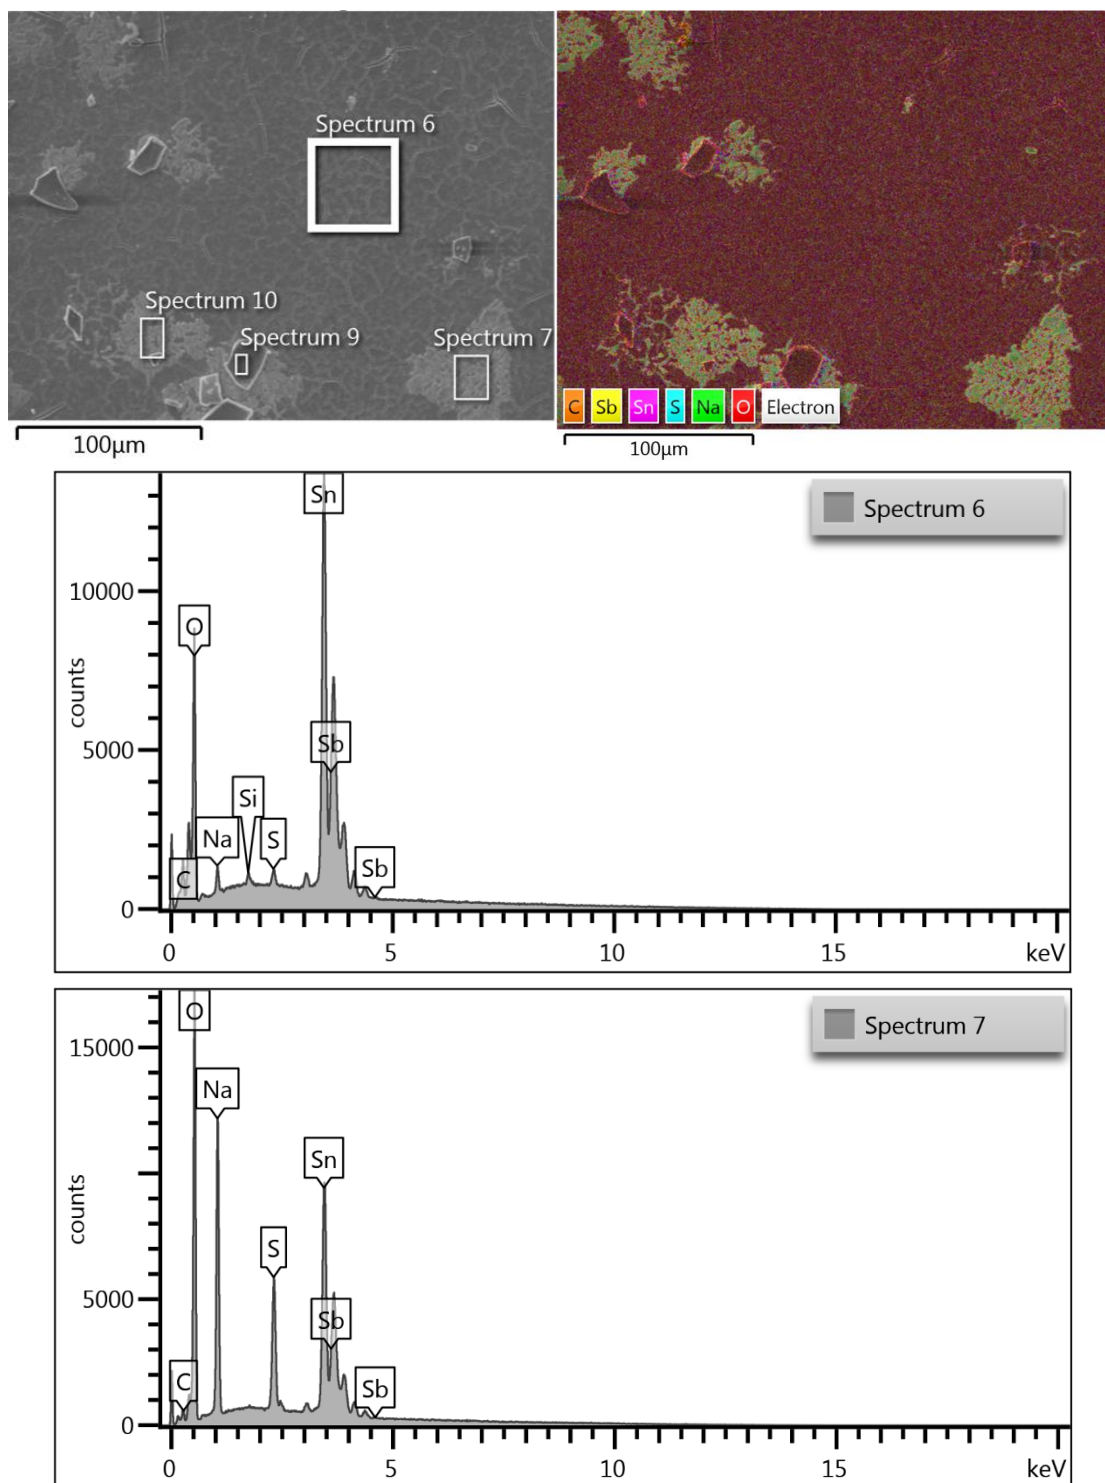 Spectrum 6
Spectrum 10
Spectrum 9
Spectrum 7
100μm
C Sb Sn S Na O Electron
100μm
Spectrum 6
Sn
10000
O
counts
5000
Sb
Si
Na
S
C
Sb
0
0 5 10 15 keV
Spectrum 7
O
15000
Na
Sn
counts
S
5000
Sb
C
Sb
0
0 5 10 15 keV